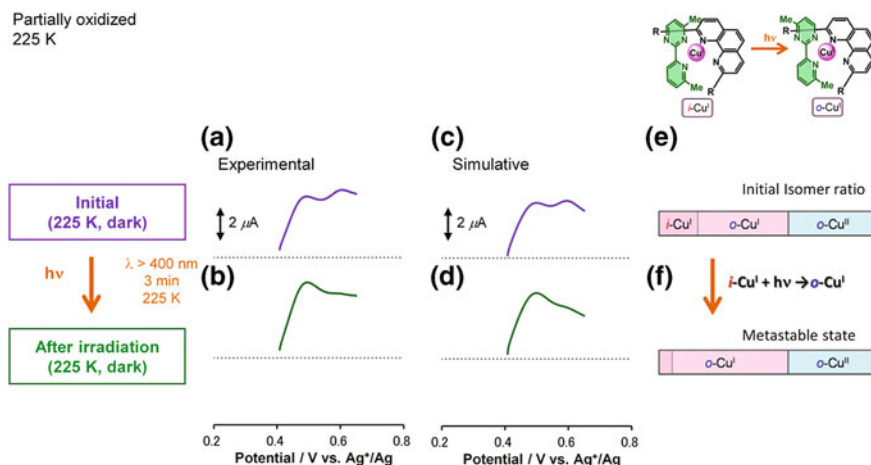 Partially oxidized
225 K
Me
R
N
N
Cuᴵ
N
N
Me
R
i-Cuᴵ
hν
Me
R
N
N
Cuᴵ
N
N
Me
R
o-Cuᴵ
(a)
(c)
(e)
Experimental
Simulative
Initial
(225 K, dark)
2 µA
2 µA
Initial Isomer ratio
i-Cuᴵ
o-Cuᴵ
o-Cuᴵᴵ
hν
λ > 400 nm
3 min
225 K
(b)
(d)
(f)
i-Cuᴵ + hν → o-Cuᴵ
After irradiation
(225 K, dark)
Metastable state
o-Cuᴵ
o-Cuᴵᴵ
0.2
0.4
0.6
0.8
0.2
0.4
0.6
0.8
Potential / V vs. Ag⁺/Ag
Potential / V vs. Ag⁺/Ag